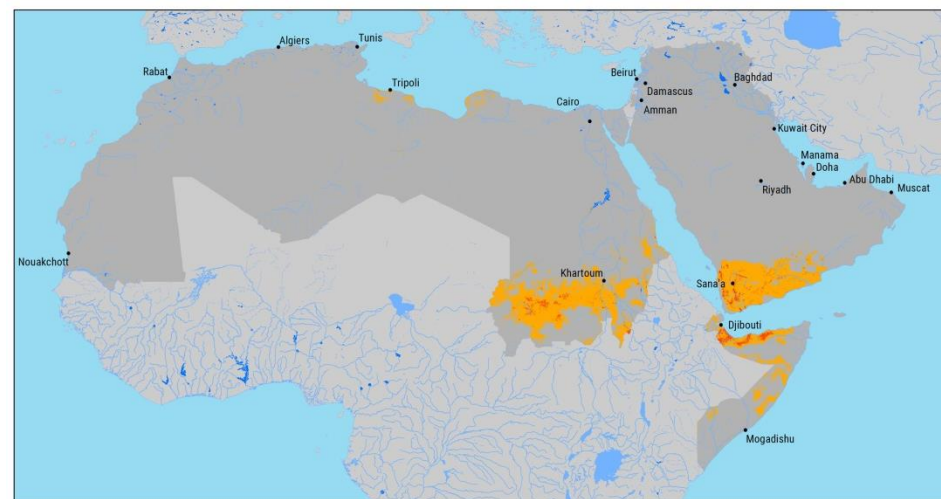 Algiers
Tunis
Rabat
Tripoli
Beirut
Baghdad
Damascus
Amman
Cairo
Kuwait City
Manama
Doha
Abu Dhabi
Riyadh
Muscat
Nouakchott
Khartoum
Sana'a
Djibouti
Mogadishu